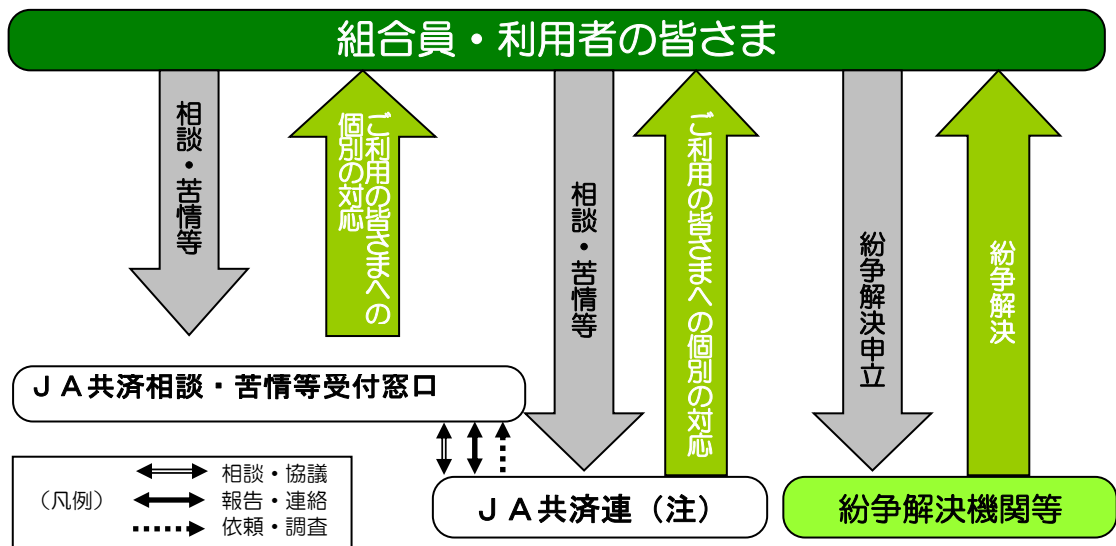 組合員・利用者の皆さま
相談・苦情等
ご利用の皆さまへの
個別の対応
相談・苦情等
ご利用の皆さまへの個別の対応
紛争解決申立
紛争解決
ＪＡ共済相談・苦情等受付窓口
（凡例）
相談・協議
報告・連絡
依頼・調査
ＪＡ共済連（注）
紛争解決機関等